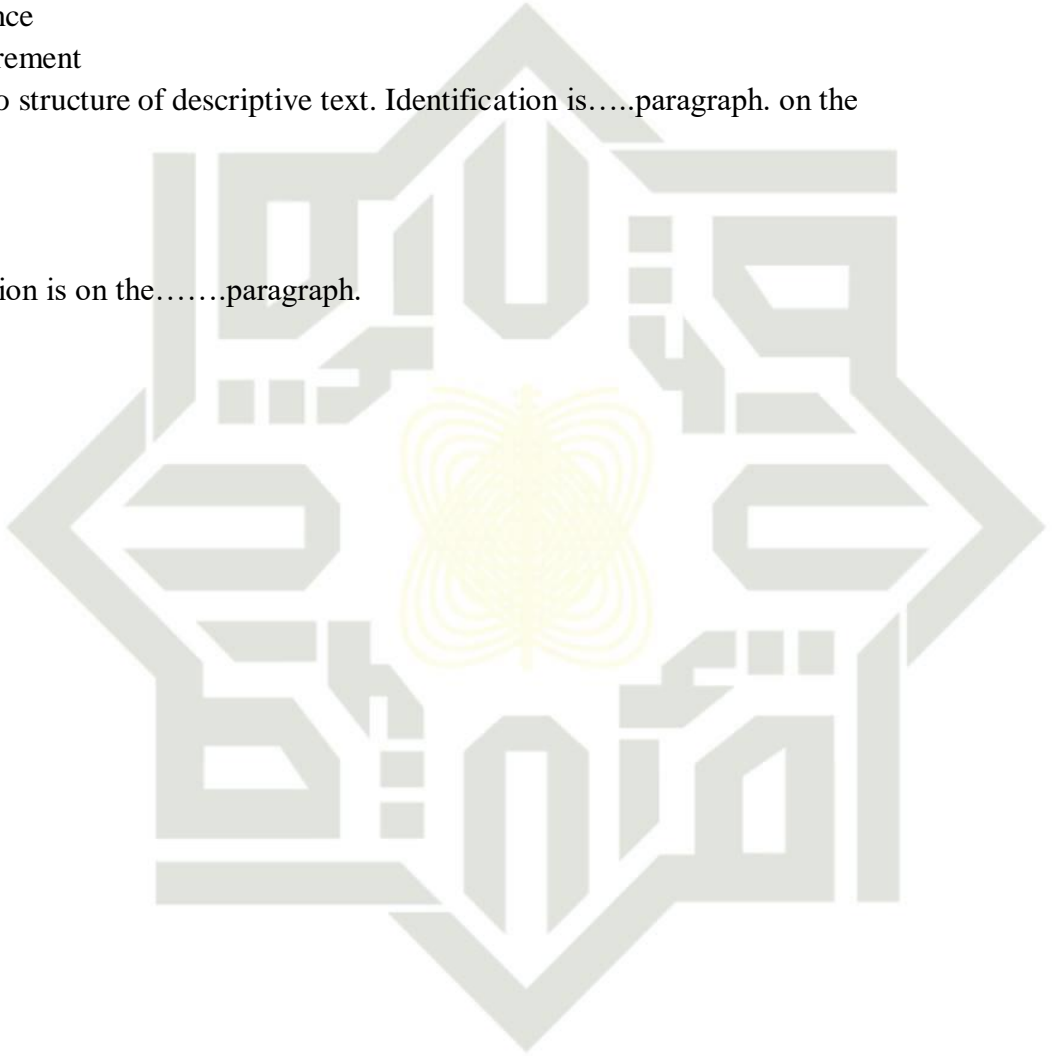 nce
rement
o structure of descriptive text. Identification is…..paragraph. on the
ion is on the…….paragraph.